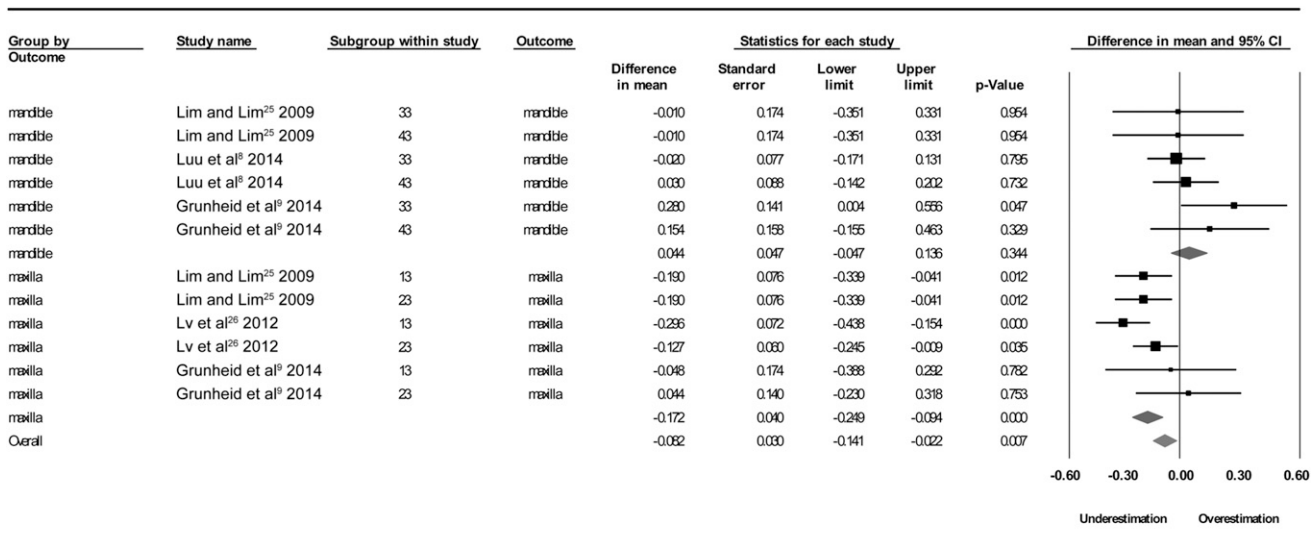 Group by Study name Subgroup within study Outcome Statistics for each study Difference in mean and 95% CI
Outcome
Difference Standard Lower Upper
in mean error limit limit p-Value
mandible Lim and Lim25 2009 33 mandible -0.010 0.174 -0.351 0.331 0.954
mandible Lim and Lim25 2009 43 mandible -0.010 0.174 -0.351 0.331 0.954
mandible Luu et al8 2014 33 mandible -0.020 0.077 -0.171 0.131 0.795
mandible Luu et al8 2014 43 mandible 0.030 0.088 -0.142 0.202 0.732
mandible Grunheid et al9 2014 33 mandible 0.280 0.141 0.004 0.556 0.047
mandible Grunheid et al9 2014 43 mandible 0.154 0.158 -0.155 0.463 0.329
mandible 0.044 0.047 -0.047 0.136 0.344
maxilla Lim and Lim25 2009 13 maxilla -0.190 0.076 -0.339 -0.041 0.012
maxilla Lim and Lim25 2009 23 maxilla -0.190 0.076 -0.339 -0.041 0.012
maxilla Lv et al26 2012 13 maxilla -0.296 0.072 -0.438 -0.154 0.000
maxilla Lv et al26 2012 23 maxilla -0.127 0.060 -0.245 -0.009 0.035
maxilla Grunheid et al9 2014 13 maxilla -0.048 0.174 -0.388 0.292 0.782
maxilla Grunheid et al9 2014 23 maxilla 0.044 0.140 -0.230 0.318 0.753
maxilla -0.172 0.040 -0.249 -0.094 0.000
Overall -0.082 0.030 -0.141 -0.022 0.007
-0.60 -0.30 0.00 0.30 0.60
Underestimation Overestimation